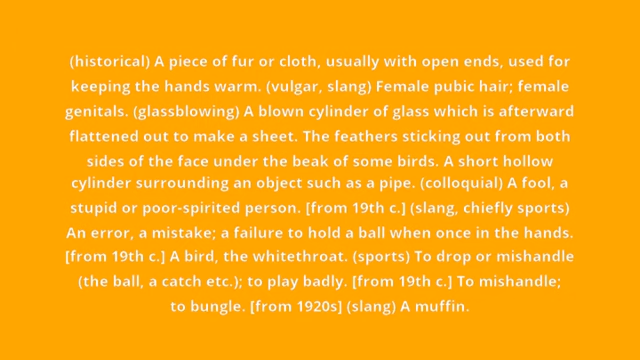 (historical) A piece of fur or cloth, usually with open ends, used for
keeping the hands warm. (vulgar, slang) Female pubic hair; female
genitals. (glassblowing) A blown cylinder of glass which is afterward
flattened out to make a sheet. The feathers sticking out from both
sides of the face under the beak of some birds. A short hollow
cylinder surrounding an object such as a pipe. (colloquial) A fool, a
stupid or poor-spirited person. [from 19th c.] (slang, chiefly sports)
An error, a mistake; a failure to hold a ball when once in the hands.
[from 19th c.] A bird, the whitethroat. (sports) To drop or mishandle
(the ball, a catch etc.); to play badly. [from 19th c.] To mishandle;
to bungle. [from 1920s] (slang) A muffin.